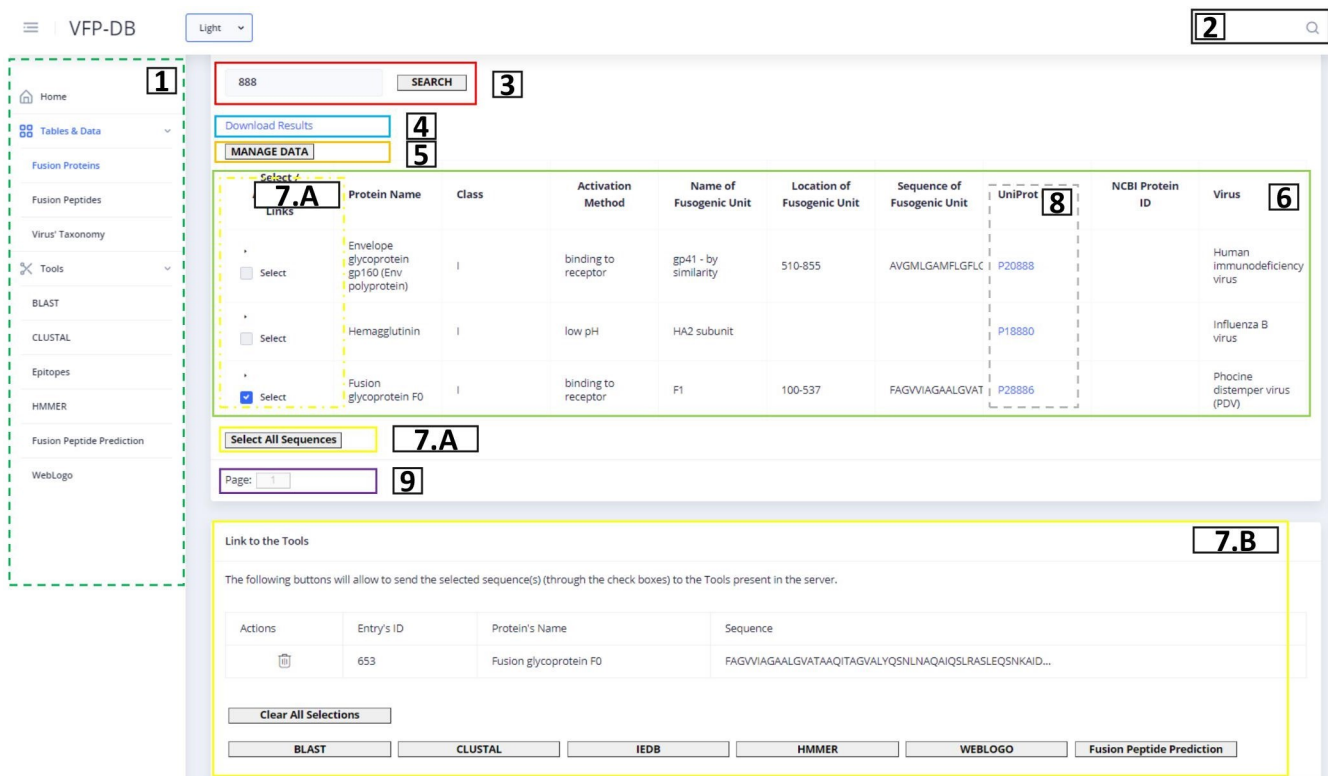 VFP-DB
Light
2
1
Home
Tables & Data
Fusion Proteins
Fusion Peptides
Virus' Taxonomy
Tools
BLAST
CLUSTAL
Epitopes
HMMER
Fusion Peptide Prediction
WebLogo
888
SEARCH
3
Download Results
4
MANAGE DATA
5
Select /
7.A
Links
Protein Name
Class
Activation
Method
Name of
Fusogenic Unit
Location of
Fusogenic Unit
Sequence of
Fusogenic Unit
UniProt
8
NCBI Protein
ID
Virus
6
Select
Envelope
glycoprotein
gp160 (Env
polyprotein)
I
binding to
receptor
gp41 - by
similarity
510-855
AVGMLGAMFLGFLG
P20888
Human
immunodeficiency
virus
Select
Hemagglutinin
I
low pH
HA2 subunit
P18880
Influenza B
virus
Select
Fusion
glycoprotein F0
I
binding to
receptor
F1
100-537
FAGVVIAGAALGVAT
P28886
Phocine
distemper virus
(PDV)
Select All Sequences
7.A
Page: 1
9
Link to the Tools
7.B
The following buttons will allow to send the selected sequence(s) (through the check boxes) to the Tools present in the server.
Actions
Entry's ID
Protein's Name
Sequence
653
Fusion glycoprotein F0
FAGVVIAGAALGVATAAQITAGVALYQSNLNAQAIQSLRASLEQSNKAID...
Clear All Selections
BLAST
CLUSTAL
IEDB
HMMER
WEBLOGO
Fusion Peptide Prediction